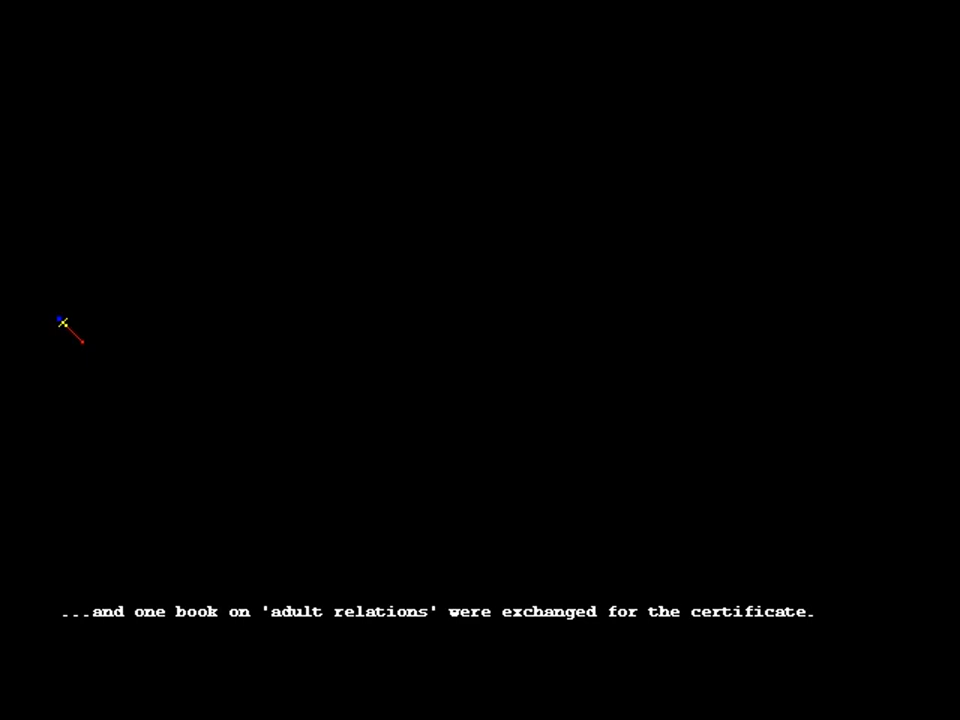 ...and one book on 'adult relations' were exchanged for the certificate.